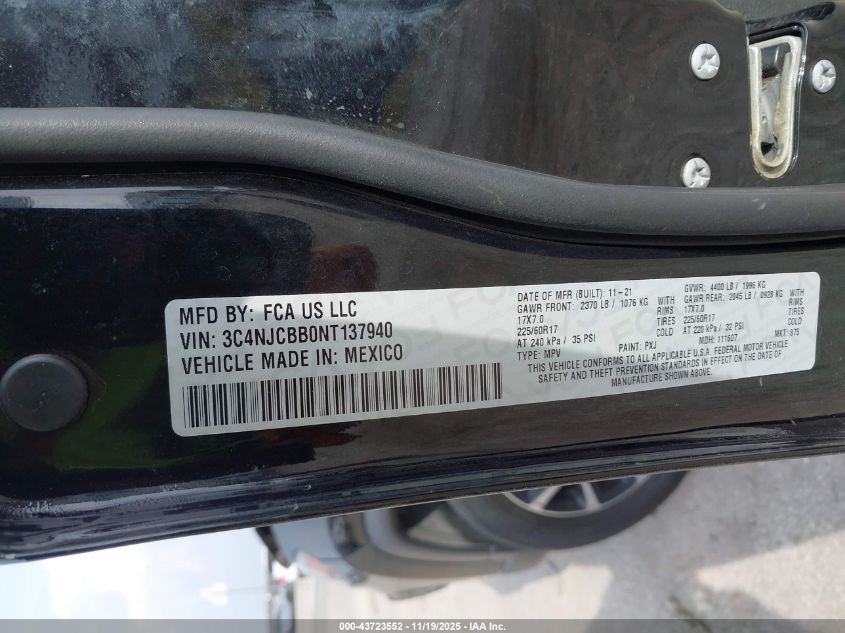 MFD BY: FCA US LLC
VIN: 3C4NJCBB0NT137940
VEHICLE MADE IN: MEXICO
DATE OF MFR (BUILT): 11-21
GAWR FRONT: 2370 LB / 1076 KG WITH
17X7.0 RIMS
225/60R17 TIRES
AT 240 kPa / 35 PSI
TYPE: MPV
PAINT: PXJ
GVWR: 4400 LB / 1996 KG
GAWR REAR: 2045 LB / 0928 KG WITH
17X7.0 RIMS
225/60R17 TIRES
AT 220 kPa / 32 PSI
MDH: 111607 MKT: 875
THIS VEHICLE CONFORMS TO ALL APPLICABLE U.S.A. FEDERAL MOTOR VEHICLE
SAFETY AND THEFT PREVENTION STANDARDS IN EFFECT ON THE DATE OF
MANUFACTURE SHOWN ABOVE.
000-43723552 - 11/19/2025 - IAA Inc.